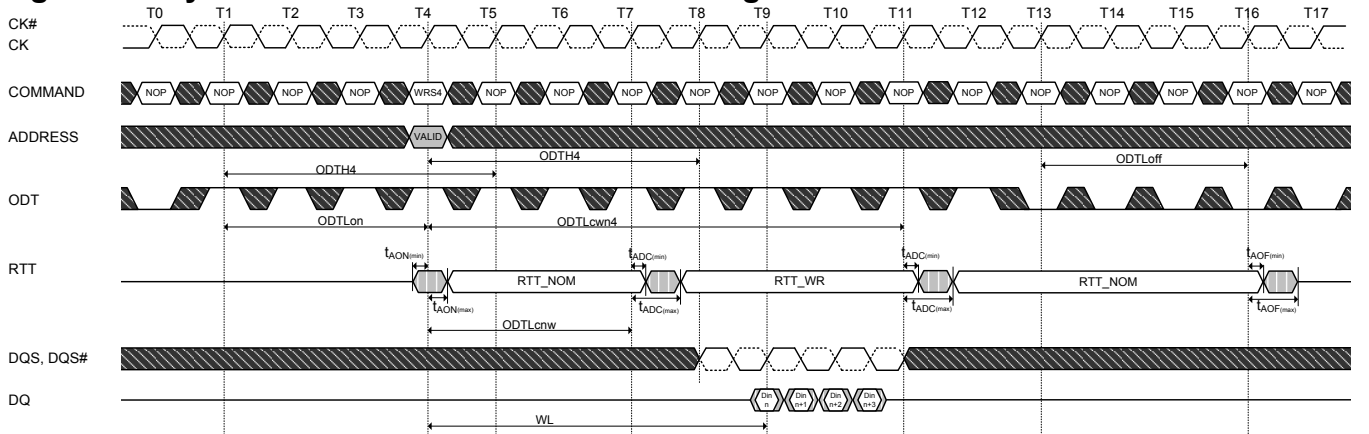 T0 T1 T2 T3 T4 T5 T6 T7 T8 T9 T10 T11 T12 T13 T14 T15 T16 T17
CK#
CK
COMMAND NOP NOP NOP NOP WRS4 NOP NOP NOP NOP NOP NOP NOP NOP NOP NOP NOP NOP NOP
ADDRESS VALID
ODTH4 ODTLoff
ODTH4
ODT
ODTLon ODTLcwn4
tAON(min) tADC(min) tADC(min) tAOF(min)
RTT RTT_NOM RTT_WR RTT_NOM
tAON(max) tADC(max) tADC(max) tAOF(max)
ODTLcnw
DQS, DQS#
DQ Din n Din n+1 Din n+2 Din n+3
WL